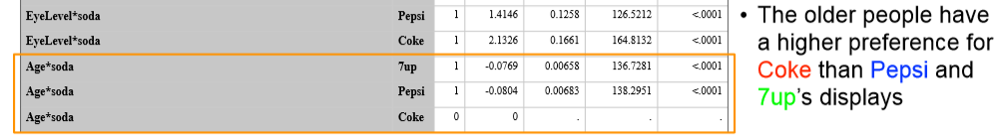 EyeLevel*soda Pepsi 1 1.4146 0.1258 126.5212 <.0001
EyeLevel*soda Coke 1 2.1326 0.1661 164.8132 <.0001
Age*soda 7up 1 -0.0769 0.00658 136.7281 <.0001
Age*soda Pepsi 1 -0.0804 0.00683 138.2951 <.0001
Age*soda Coke 0 0 . . .
• The older people have
a higher preference for
Coke than Pepsi and
7up's displays